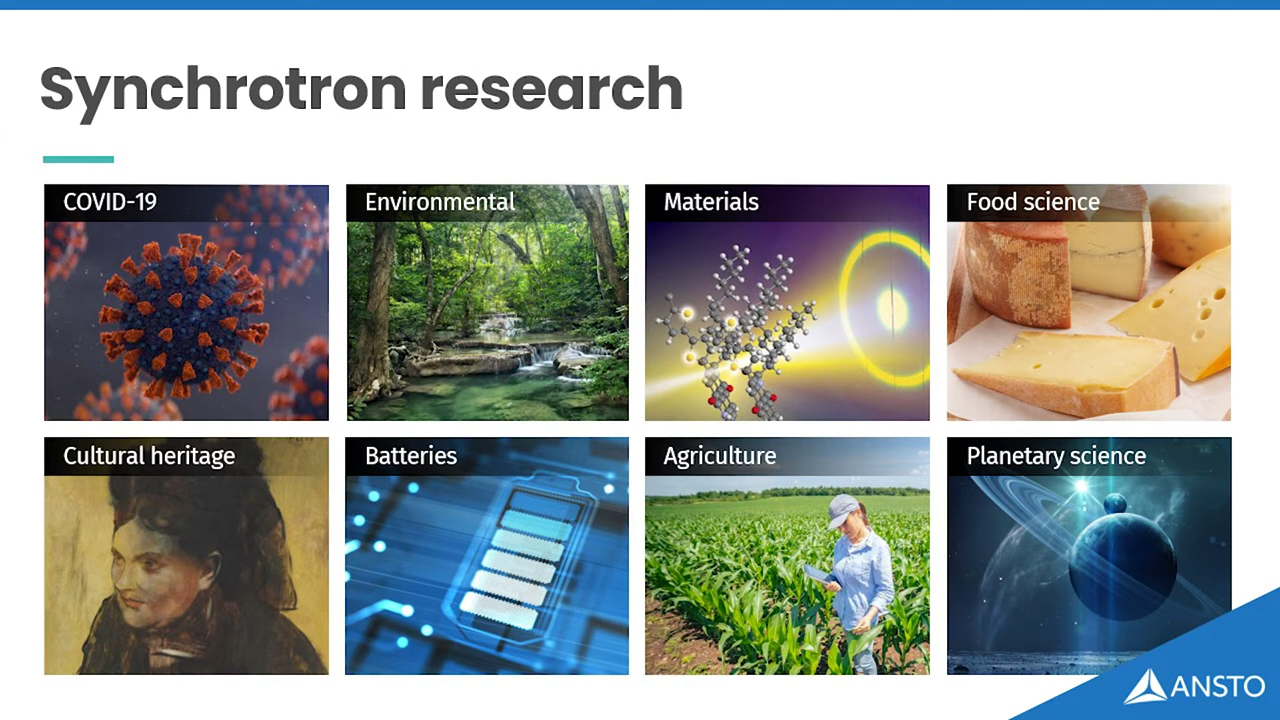 Synchrotron research
COVID-19
Environmental
Materials
Food science
Cultural heritage
Batteries
Agriculture
Planetary science
ANSTO